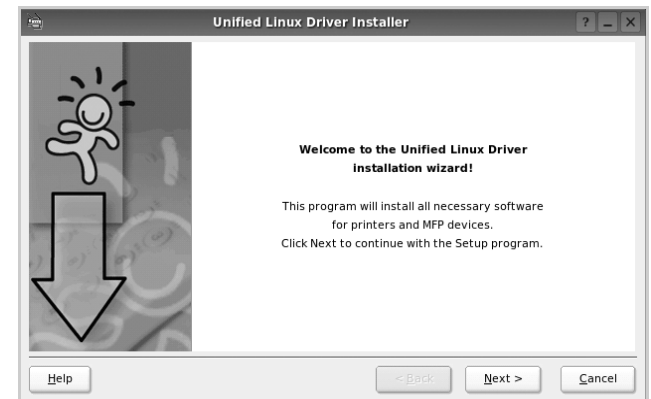 Unified Linux Driver Installer
Welcome to the Unified Linux Driver
installation wizard!
This program will install all necessary software
for printers and MFP devices.
Click Next to continue with the Setup program.
Help
< Back
Next >
Cancel